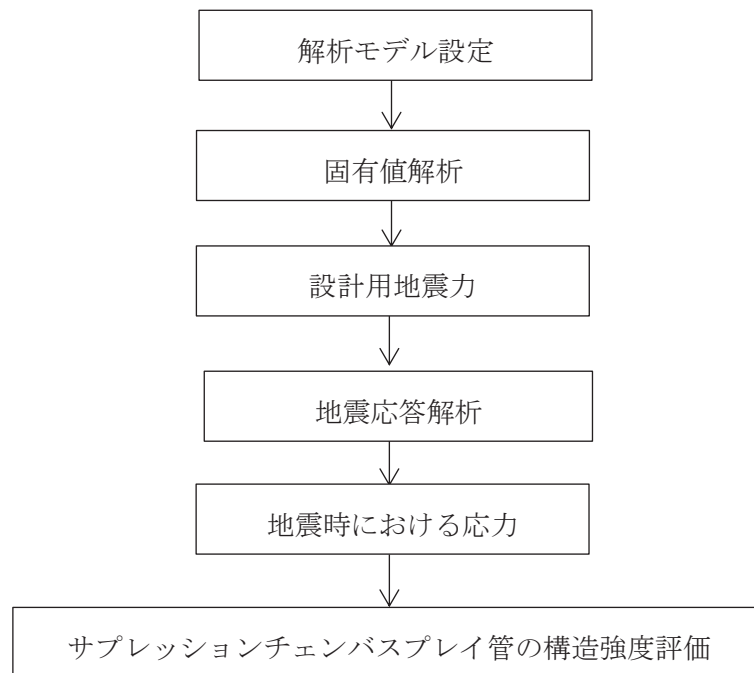 解析モデル設定
固有値解析
設計用地震力
地震応答解析
地震時における応力
サプレッションチェンバスプレイ管の構造強度評価